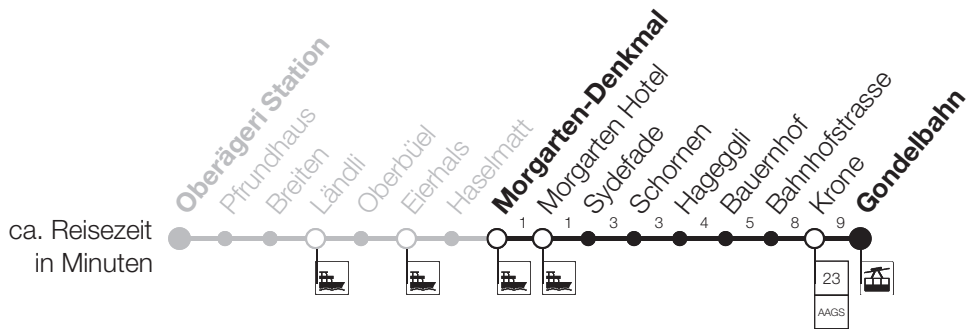 Oberägeri Station
Pfrundhaus
Breiten
Ländli
Oberbüel
Eierhals
Haselmatt
Morgarten-Denkmal
Morgarten Hotel
Sydefade
Schornen
Hageggli
Bauernhof
Bahnhofstrasse
Krone
Gondelbahn
ca. Reisezeit
in Minuten
1 1 3 3 4 5 8 9
23
AAGS